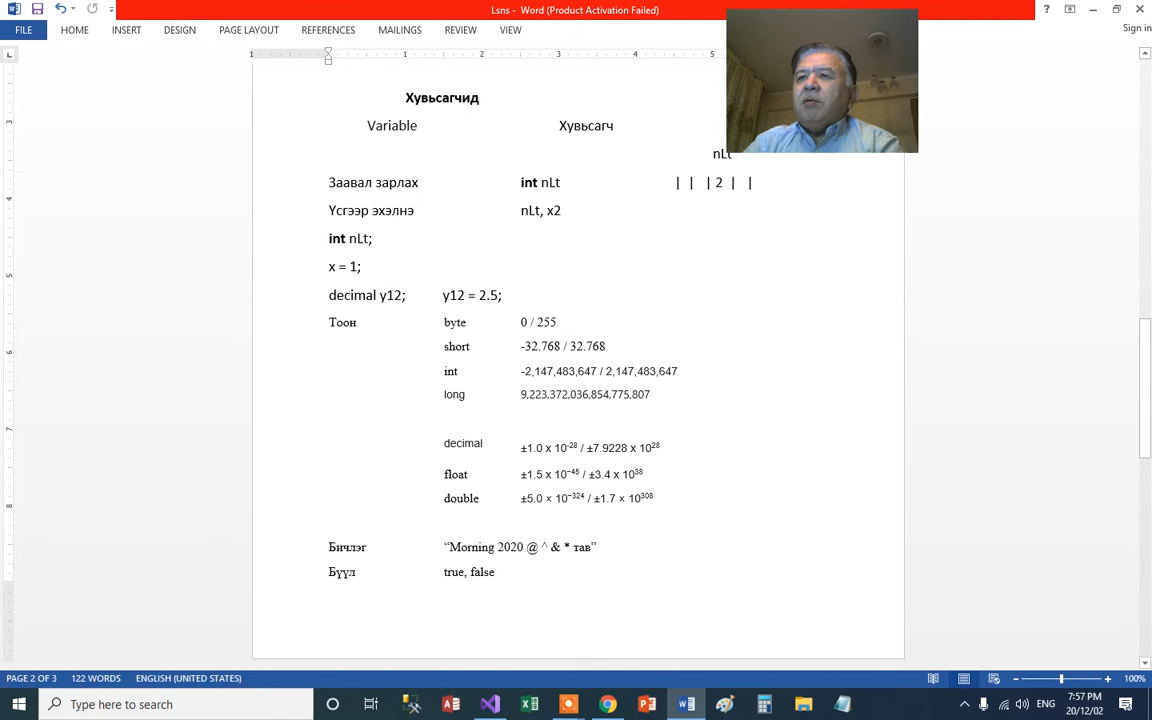 Lsns - Word (Product Activation Failed)
FILE HOME INSERT DESIGN PAGE LAYOUT REFERENCES MAILINGS REVIEW VIEW
Sign in
1 1 2 3 4 5
Хувьсагчид
Variable Хувьсагч
nLt
Заавал зарлах int nLt | | | 2 | |
Үсгээр эхэлнэ nLt, x2
int nLt;
x = 1;
decimal y12; y12 = 2.5;
Тоон byte 0 / 255
short -32.768 / 32.768
int -2,147,483,647 / 2,147,483,647
long 9,223,372,036,854,775,807
decimal ±1.0 x 10⁻²⁸ / ±7.9228 x 10²⁸
float ±1.5 x 10⁻⁴⁵ / ±3.4 x 10³⁸
double ±5.0 × 10⁻³²⁴ / ±1.7 × 10³⁰⁸
Бичлэг “Morning 2020 @ ^ & * тав”
Бүүл true, false
PAGE 2 OF 3 122 WORDS ENGLISH (UNITED STATES) 100%
Type here to search
ENG
7:57 PM
20/12/02